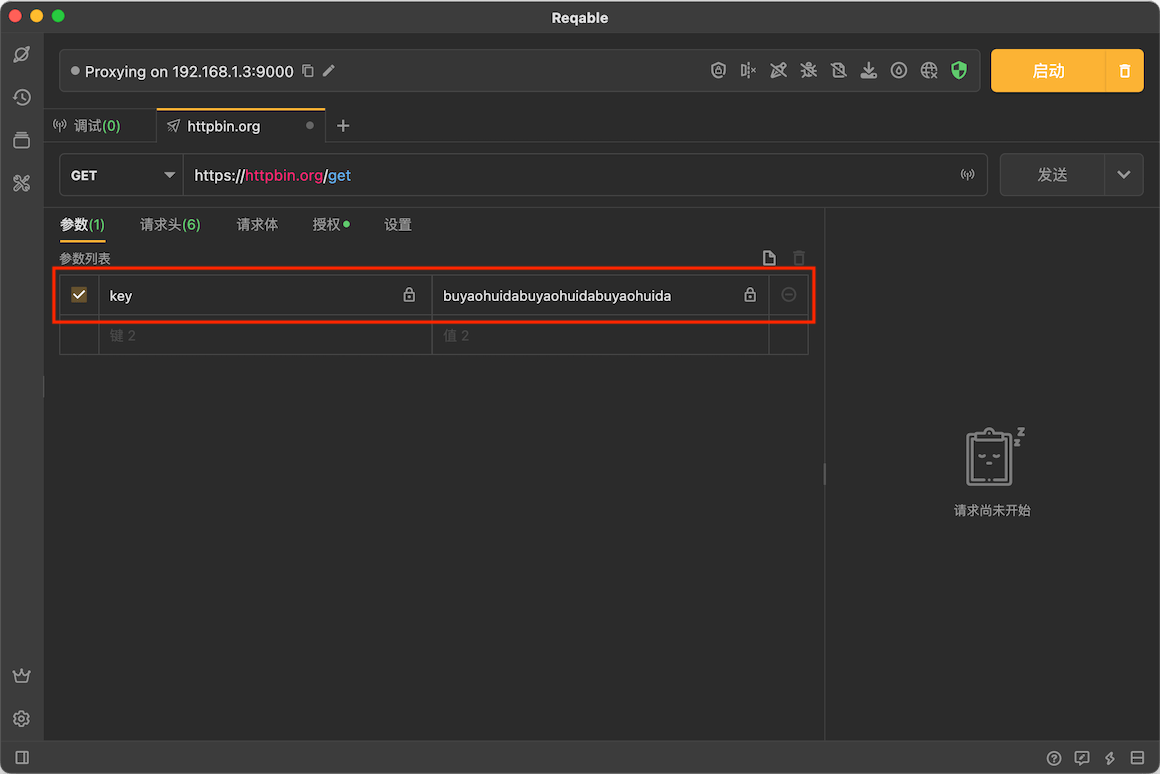 Reqable
Proxying on 192.168.1.3:9000
启动
调试(0)
httpbin.org
GET
https://httpbin.org/get
发送
参数(1)
请求头(6)
请求体
授权
设置
参数列表
key
buyaohuidabuyaohuidabuyaohuida
键 2
值 2
z
z
请求尚未开始